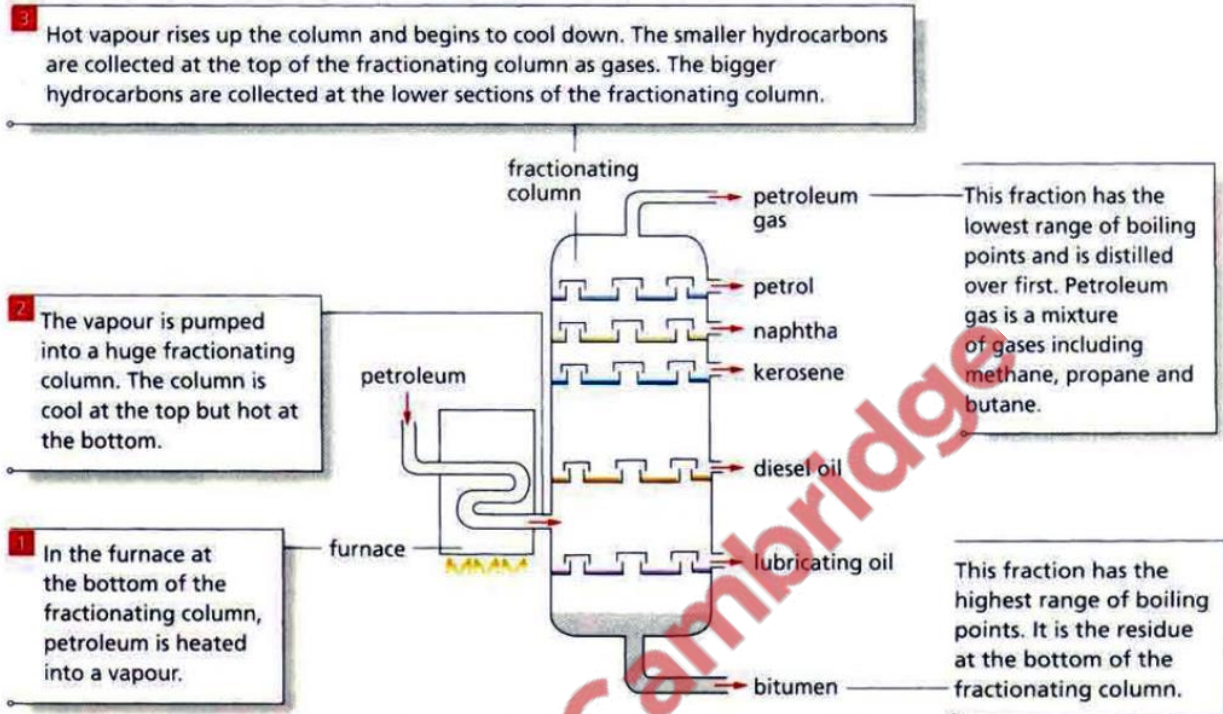 3
Hot vapour rises up the column and begins to cool down. The smaller hydrocarbons
are collected at the top of the fractionating column as gases. The bigger
hydrocarbons are collected at the lower sections of the fractionating column.
fractionating
column
petroleum
gas
This fraction has the
lowest range of boiling
points and is distilled
over first. Petroleum
gas is a mixture
of gases including
methane, propane and
butane.
petrol
naphtha
kerosene
2
The vapour is pumped
into a huge fractionating
column. The column is
cool at the top but hot at
the bottom.
petroleum
diesel oil
1
In the furnace at
the bottom of the
fractionating column,
petroleum is heated
into a vapour.
furnace
lubricating oil
This fraction has the
highest range of boiling
points. It is the residue
at the bottom of the
fractionating column.
bitumen
Cambridge